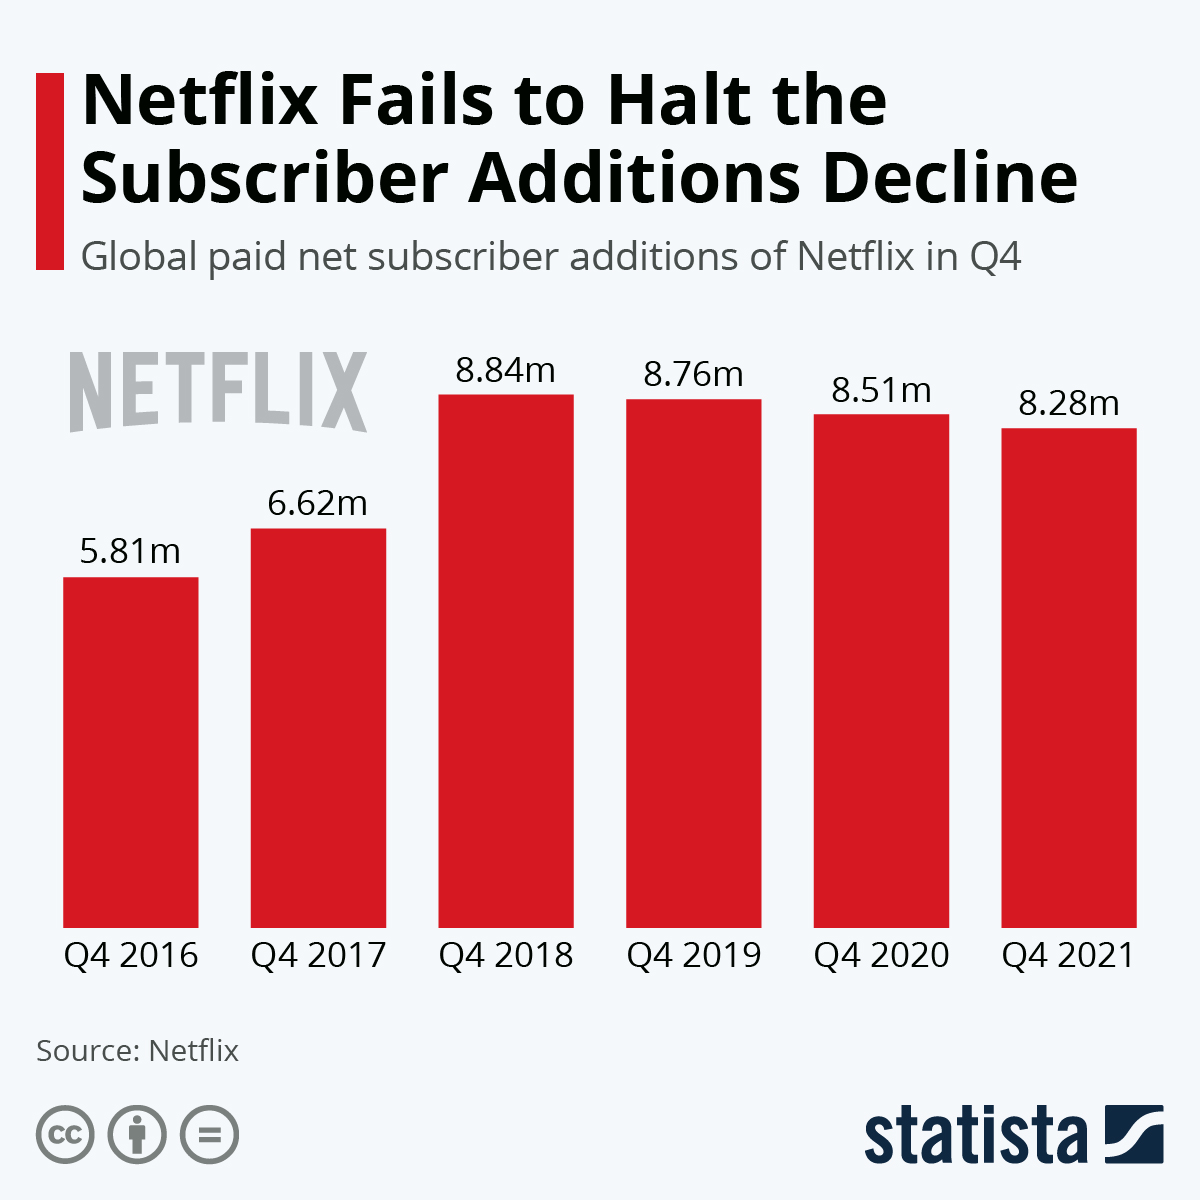 Netflix Fails to Halt the
Subscriber Additions Decline
Global paid net subscriber additions of Netflix in Q4
NETFLIX
5.81m
6.62m
8.84m
8.76m
8.51m
8.28m
Q4 2016
Q4 2017
Q4 2018
Q4 2019
Q4 2020
Q4 2021
Source: Netflix
cc
=
statista